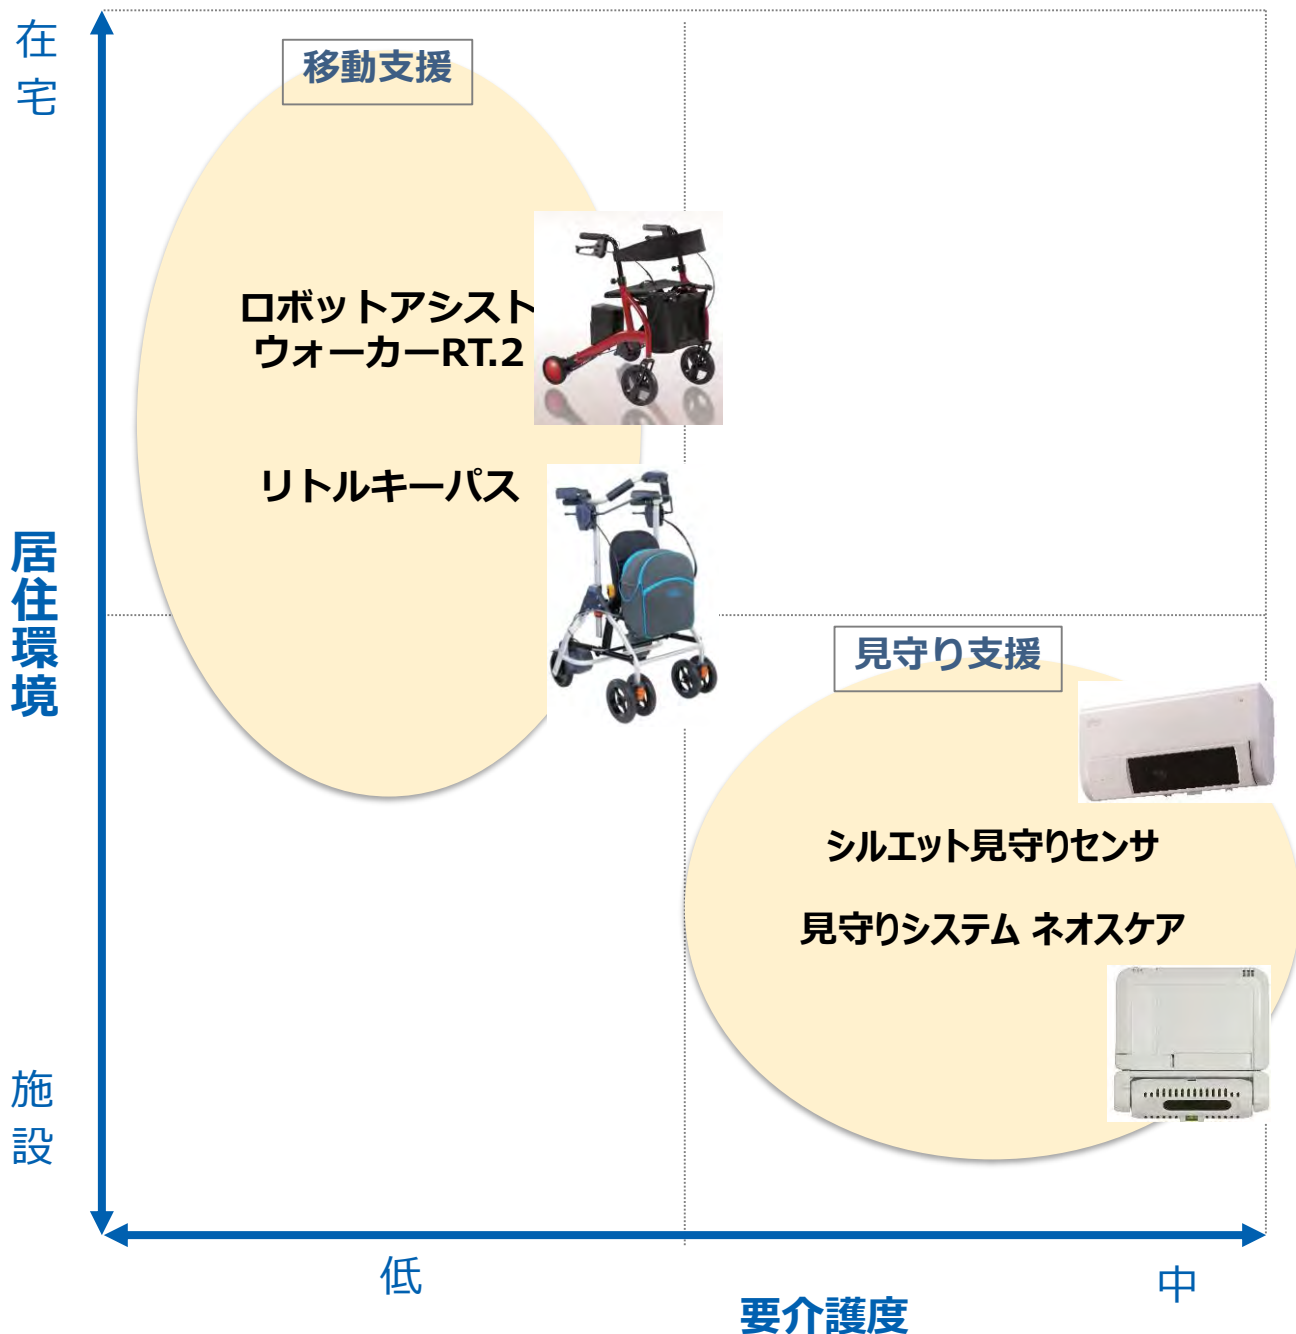 在宅
移動支援
ロボットアシスト
ウォーカーRT.2
リトルキーパス
居住環境
見守り支援
シルエット見守りセンサ
見守りシステム ネオスケア
施設
低
中
要介護度